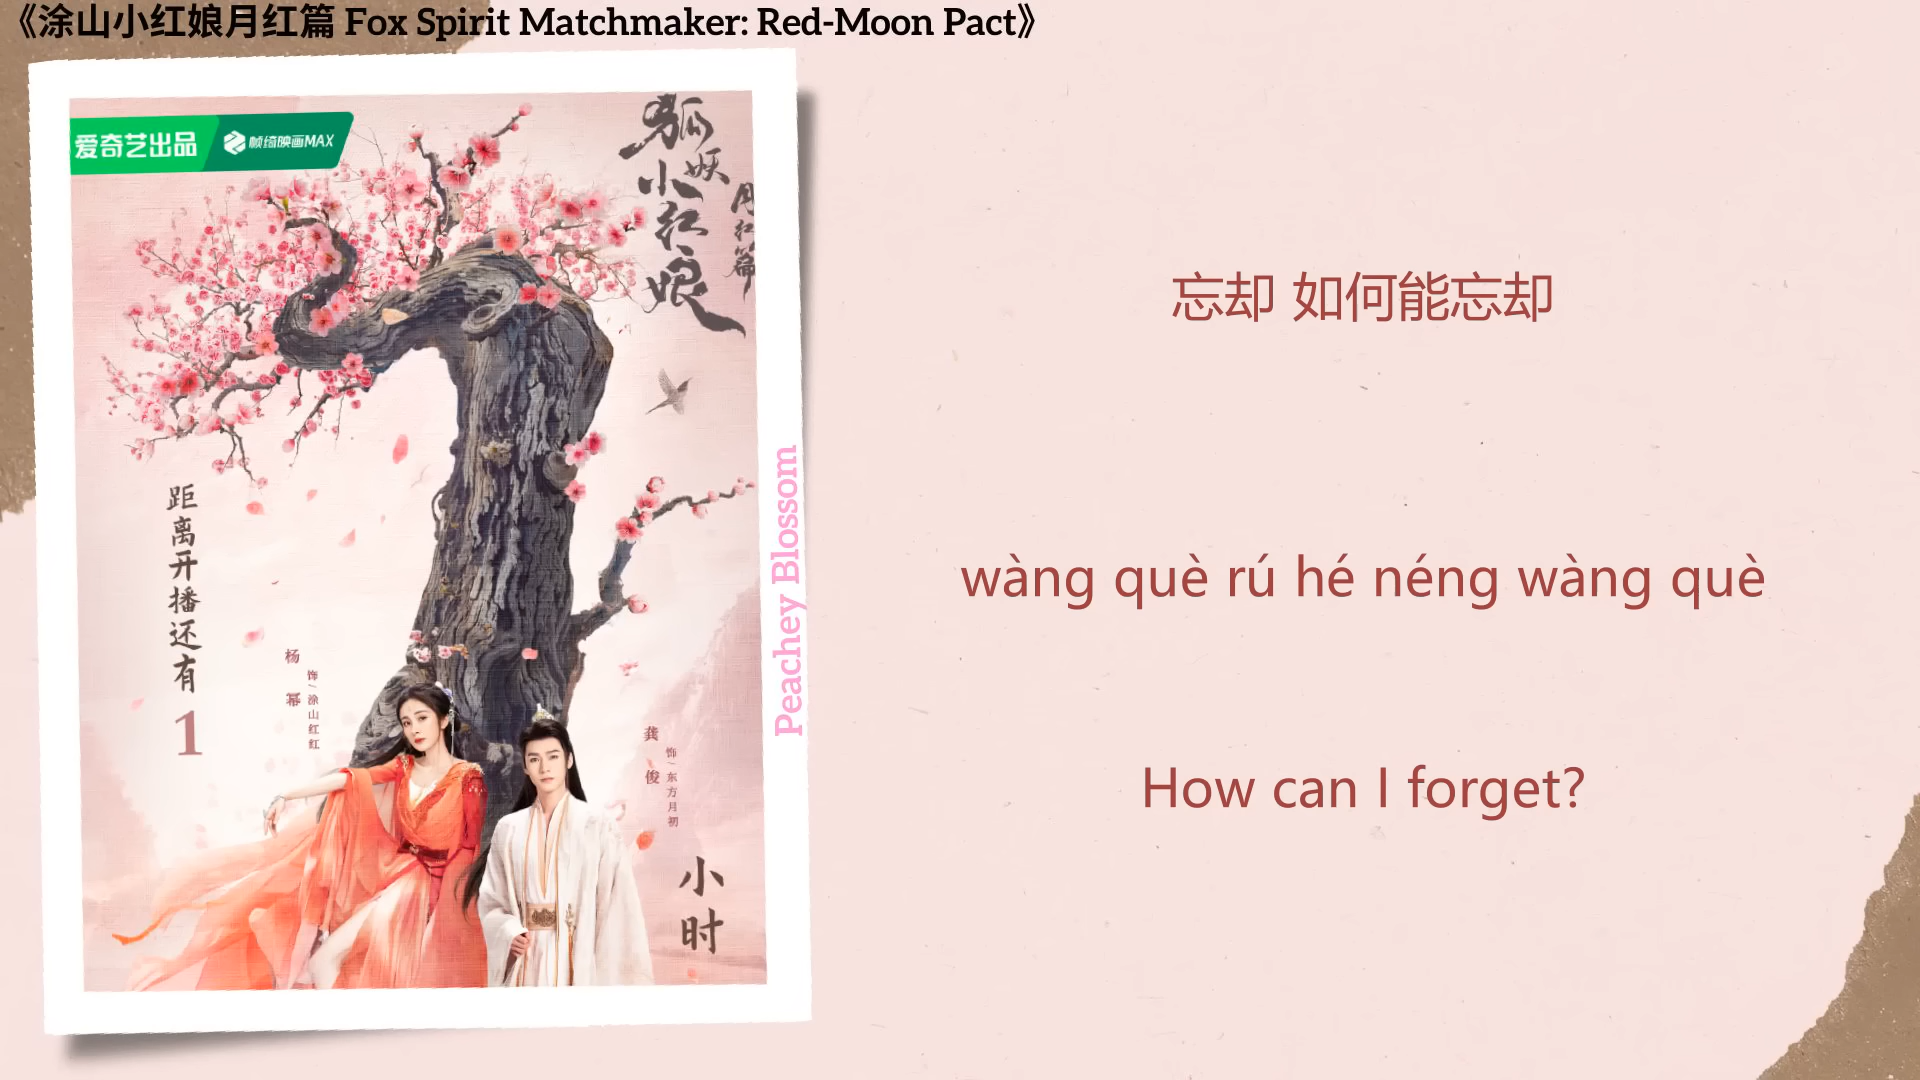 《涂山小红娘月红篇 Fox Spirit Matchmaker: Red-Moon Pact》
爱奇艺出品
帧绮映画MAX
狐妖小红娘
月红篇
距离开播还有1
杨幂
饰/涂山红红
龚俊
饰/东方月初
小时
Peachey Blossom
忘却 如何能忘却
wàng què rú hé néng wàng què
How can I forget?